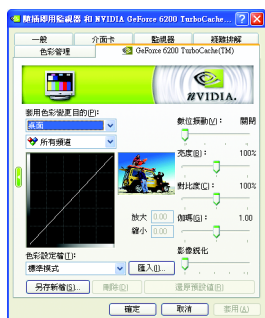 隨插即用監視器 和 NVIDIA GeForce 6200 TurboCache...
一般
介面卡
監視器
疑難排解
色彩管理
GeForce 6200 TurboCache(TM)
NVIDIA.
套用色彩變更目的(P):
桌面
所有頻道
數位振動(V):
關閉
亮度(B):
100%
對比度(C):
100%
放大 0.00
縮小 0.00
伽瑪(G):
1.00
影像銳化
色彩設定檔(I):
標準模式
匯入(I)...
另存新檔(S)...
刪除(D)
還原預設值(R)
確定
取消
套用(A)